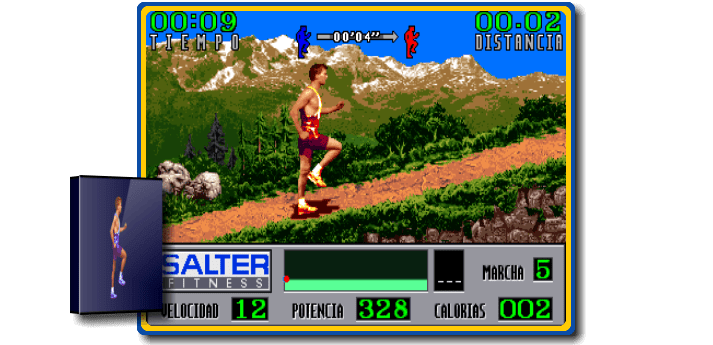 00:09 00'04" 00.02
TIEMPO DISTANCIA
SALTER
FITNESS
MARCHA 5
VELOCIDAD 12 POTENCIA 328 CALORIAS 002